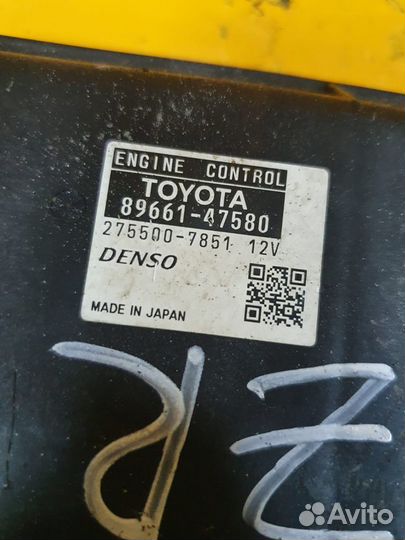 ENGINE CONTROL
TOYOTA
89661-47580
275500-7851 12V
DENSO
MADE IN JAPAN
Avito